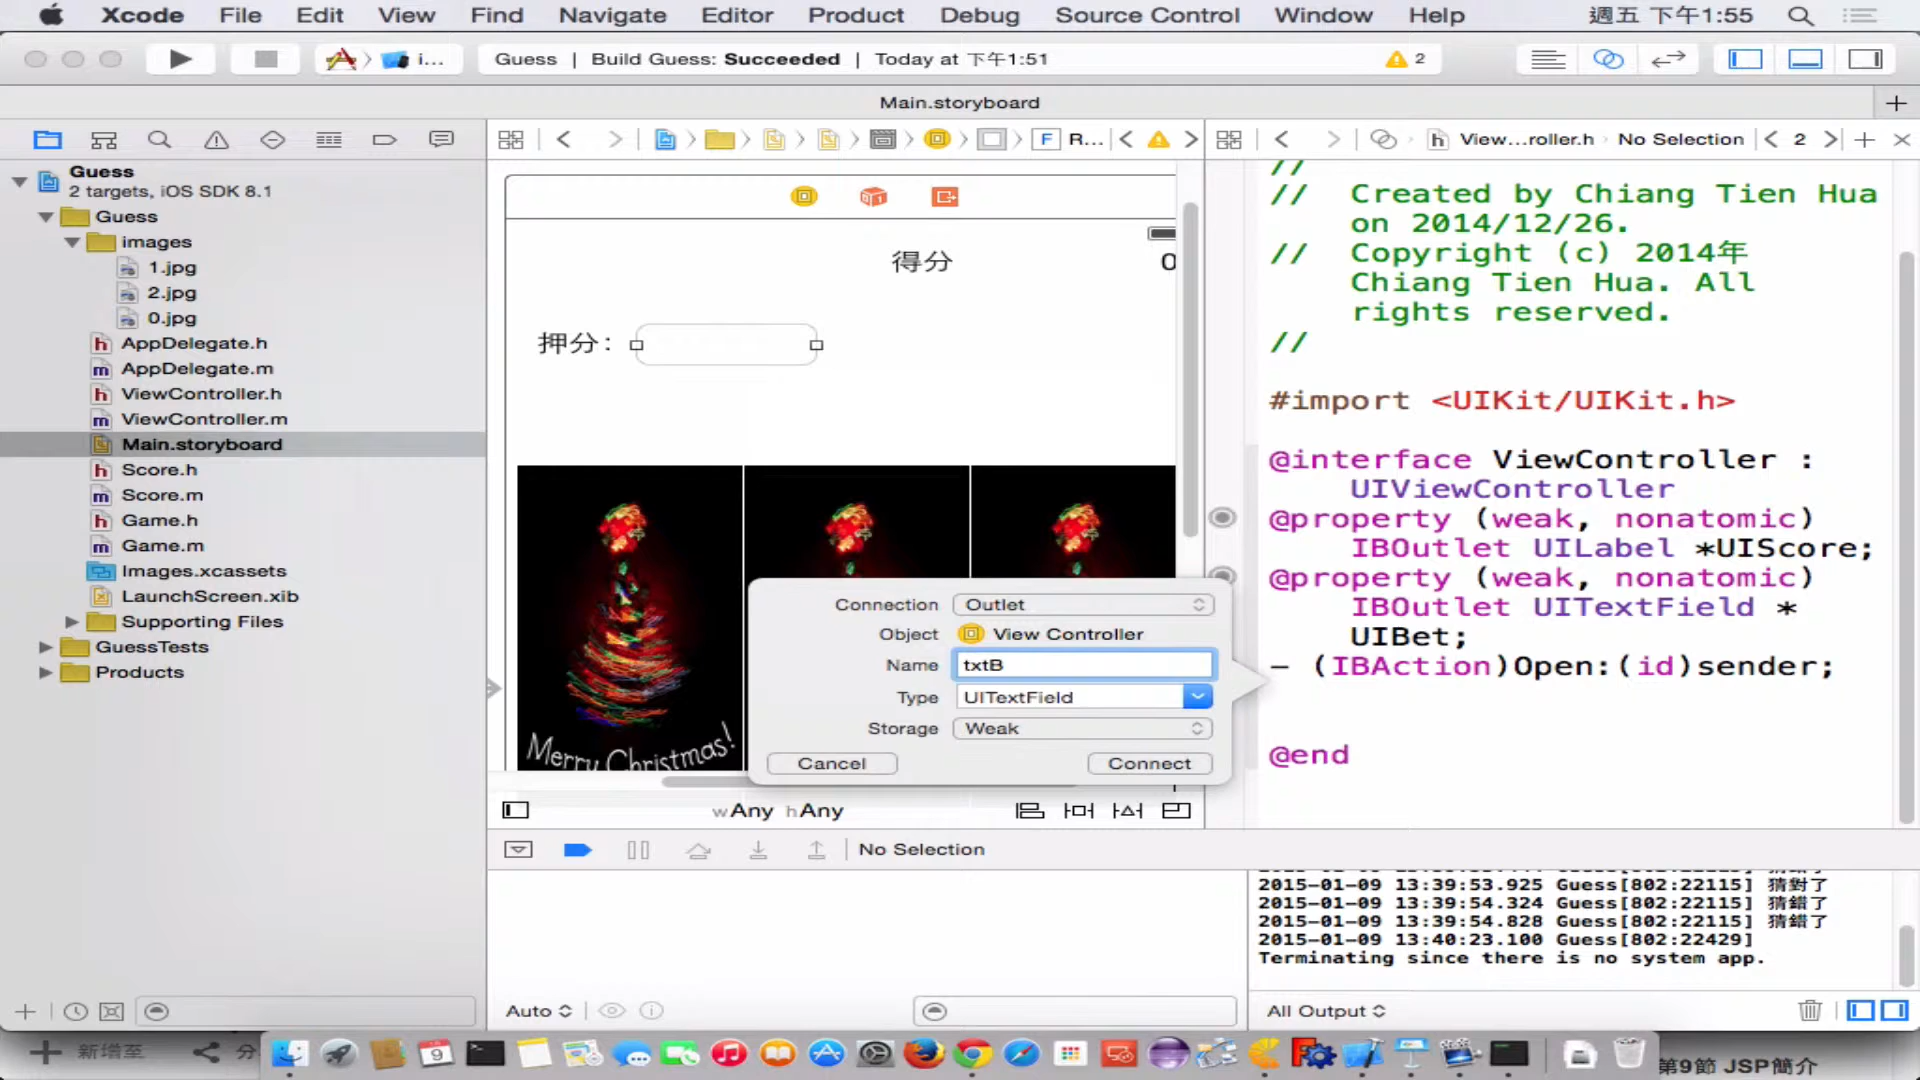 Xcode File Edit View Find Navigate Editor Product Debug Source Control Window Help 週五 下午1:55
i... Guess | Build Guess: Succeeded | Today at 下午1:51 2
Main.storyboard
R... View...roller.h No Selection 2
Guess
2 targets, iOS SDK 8.1
Guess
images
1.jpg
2.jpg
0.jpg
AppDelegate.h
AppDelegate.m
ViewController.h
ViewController.m
Main.storyboard
Score.h
Score.m
Game.h
Game.m
Images.xcassets
LaunchScreen.xib
Supporting Files
GuessTests
Products
得分 0
押分：
Merry Christmas!
Connection Outlet
Object View Controller
Name txtB
Type UITextField
Storage Weak
Cancel Connect
wAny hAny
//
// Created by Chiang Tien Hua
on 2014/12/26.
// Copyright (c) 2014年
Chiang Tien Hua. All
rights reserved.
//
#import <UIKit/UIKit.h>
@interface ViewController :
UIViewController
@property (weak, nonatomic)
IBOutlet UILabel *UIScore;
@property (weak, nonatomic)
IBOutlet UITextField *
UIBet;
- (IBAction)Open:(id)sender;
@end
No Selection
2015-01-09 13:39:53.925 Guess[802:22115] 猜對了
2015-01-09 13:39:54.324 Guess[802:22115] 猜錯了
2015-01-09 13:39:54.828 Guess[802:22115] 猜錯了
2015-01-09 13:40:23.100 Guess[802:22429]
Terminating since there is no system app.
Auto All Output
新增至 分 9 第9節 JSP簡介